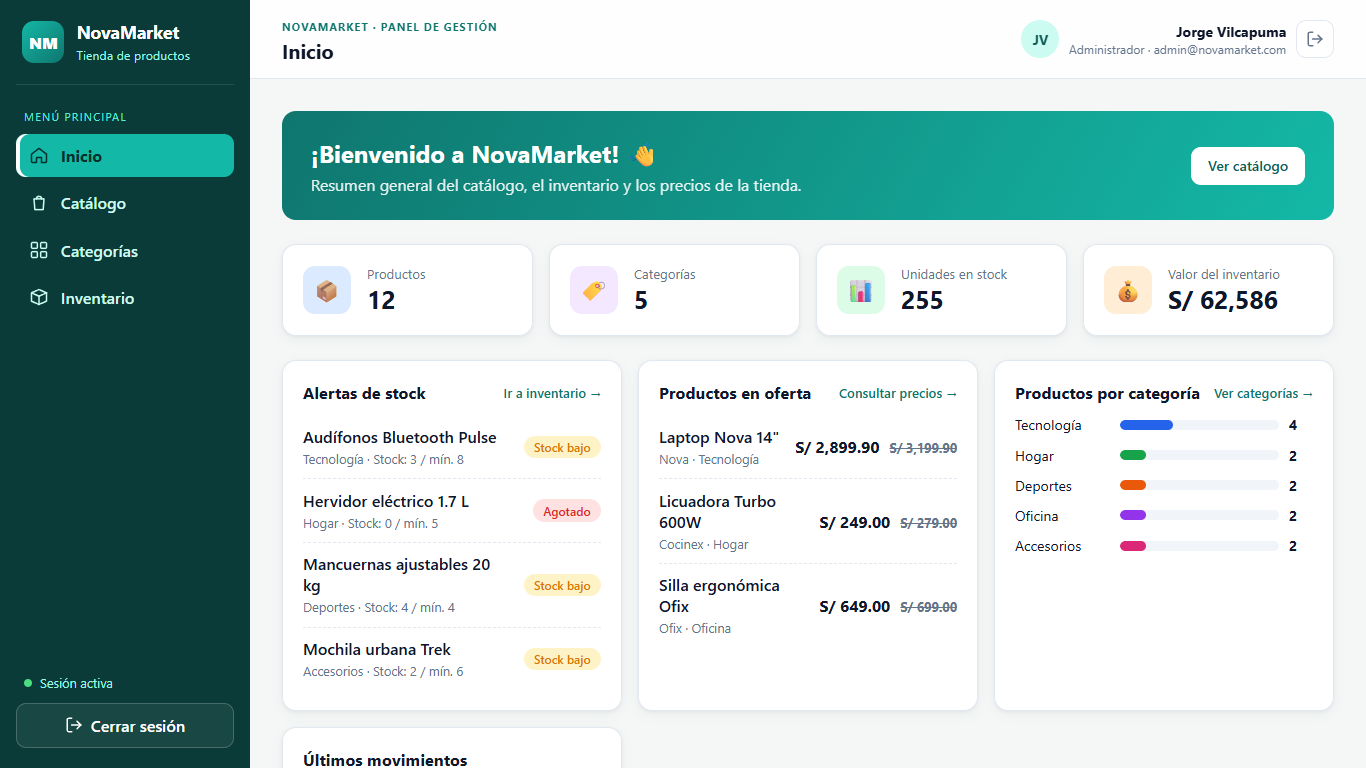 NM
NovaMarket
Tienda de productos
MENÚ PRINCIPAL
Inicio
Catálogo
Categorías
Inventario
Sesión activa
Cerrar sesión
NOVAMARKET · PANEL DE GESTIÓN
Inicio
JV
Jorge Vilcapuma
Administrador · admin@novamarket.com
¡Bienvenido a NovaMarket! 👋
Resumen general del catálogo, el inventario y los precios de la tienda.
Ver catálogo
Productos
12
Categorías
5
Unidades en stock
255
Valor del inventario
S/ 62,586
Alertas de stock
Ir a inventario →
Audífonos Bluetooth Pulse
Tecnología · Stock: 3 / mín. 8
Stock bajo
Hervidor eléctrico 1.7 L
Hogar · Stock: 0 / mín. 5
Agotado
Mancuernas ajustables 20
kg
Deportes · Stock: 4 / mín. 4
Stock bajo
Mochila urbana Trek
Accesorios · Stock: 2 / mín. 6
Stock bajo
Productos en oferta
Consultar precios →
Laptop Nova 14"
Nova · Tecnología
S/ 2,899.90 S/ 3,199.90
Licuadora Turbo
600W
Cocinex · Hogar
S/ 249.00 S/ 279.00
Silla ergonómica
Ofix
Ofix · Oficina
S/ 649.00 S/ 699.00
Productos por categoría
Ver categorías →
Tecnología 4
Hogar 2
Deportes 2
Oficina 2
Accesorios 2
Últimos movimientos